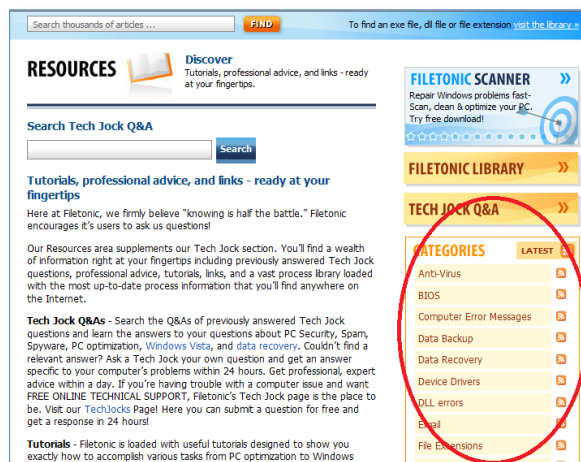 Search thousands of articles ...
FIND
To find an exe file, dll file or file extension visit the library »
RESOURCES
Discover
Tutorials, professional advice, and links - ready
at your fingertips.
Search Tech Jock Q&A
Search
Tutorials, professional advice, and links - ready at your
fingertips
Here at Filetonic, we firmly believe "knowing is half the battle." Filetonic
encourages it's users to ask us questions!
Our Resources area supplements our Tech Jock section. You'll find a wealth
of information right at your fingertips including previously answered Tech Jock
questions, professional advice, tutorials, links, and a vast process library loaded
with the most up-to-date process information that you'll find anywhere on
the Internet.
Tech Jock Q&As - Search the Q&As of previously answered Tech Jock
questions and learn the answers to your questions about PC Security, Spam,
Spyware, PC optimization, Windows Vista, and data recovery. Couldn't find a
relevant answer? Ask a Tech Jock your own question and get an answer
specific to your computer's problems within 24 hours. Get professional, expert
advice within a day. If you're having trouble with a computer issue and want
FREE ONLINE TECHNICAL SUPPORT, Filetonic's Tech Jock page is the place to
be. Visit our TechJocks Page! Here you can submit a question for free and
get a response in 24 hours!
Tutorials - Filetonic is loaded with useful tutorials designed to show you
exactly how to accomplish various tasks from PC optimization to Windows
FILETONIC SCANNER »
Repair Windows problems fast-
Scan, clean & optimize your PC.
Try free download!
FILETONIC LIBRARY »
TECH JOCK Q&A »
CATEGORIES LATEST
Anti-Virus
BIOS
Computer Error Messages
Data Backup
Data Recovery
Device Drivers
DLL errors
Email
File Extensions